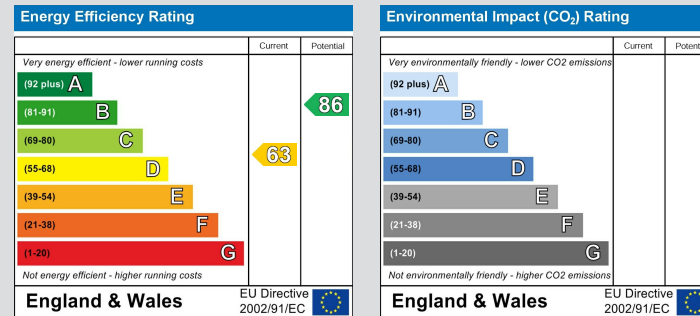 Energy Efficiency Rating
Current Potential
Very energy efficient - lower running costs
(92 plus) A
(81-91) B
86
(69-80) C
63
(55-68) D
(39-54) E
(21-38) F
(1-20) G
Not energy efficient - higher running costs
England & Wales
EU Directive
2002/91/EC
Environmental Impact (CO₂) Rating
Current Potent
Very environmentally friendly - lower CO2 emissions
(92 plus) A
(81-91) B
(69-80) C
(55-68) D
(39-54) E
(21-38) F
(1-20) G
Not environmentally friendly - higher CO2 emissions
England & Wales
EU Directive
2002/91/EC